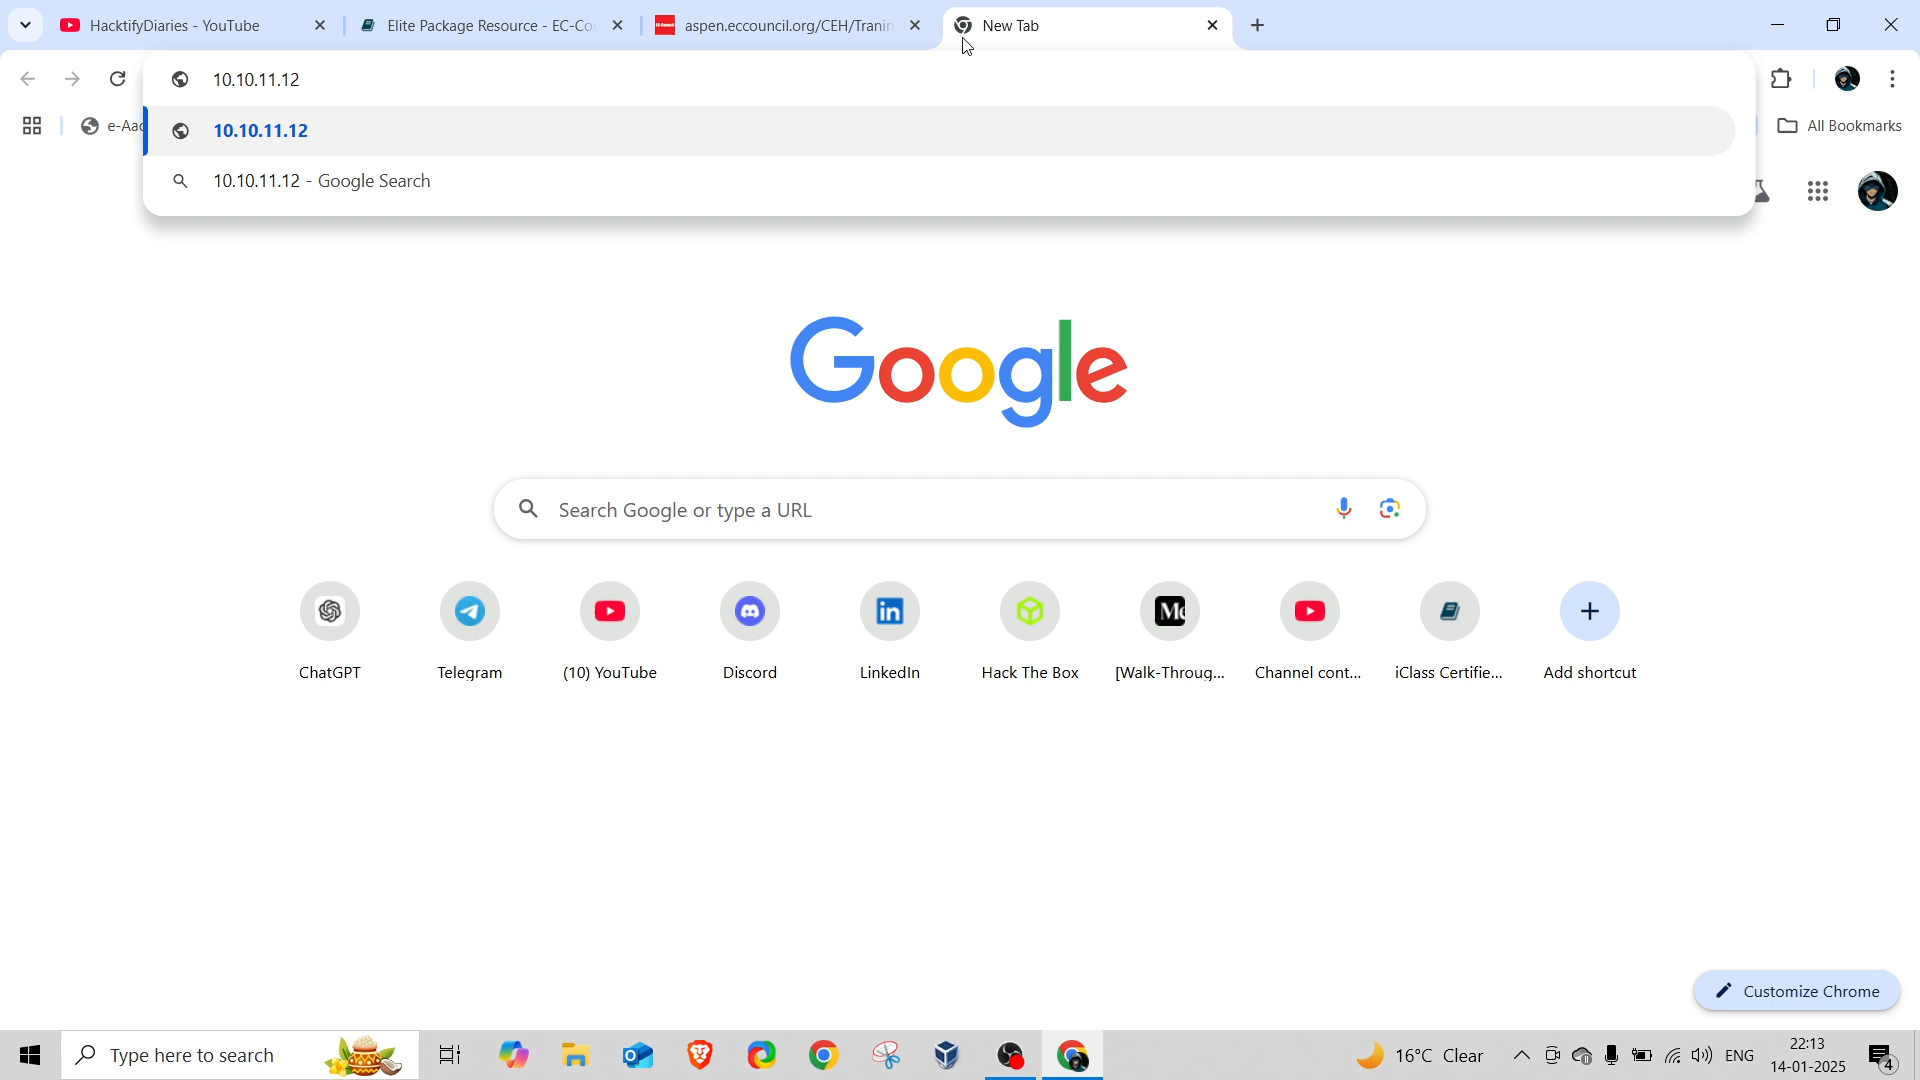 HacktifyDiaries - YouTube
Elite Package Resource - EC-Co
aspen.eccouncil.org/CEH/Tranin
New Tab
10.10.11.12
e-Aad
10.10.11.12
All Bookmarks
10.10.11.12 - Google Search
Google
Search Google or type a URL
Me
ChatGPT
Telegram
(10) YouTube
Discord
LinkedIn
Hack The Box
[Walk-Throug...
Channel cont...
iClass Certifie...
Add shortcut
Customize Chrome
Type here to search
16°C Clear
ENG
22:13
14-01-2025
4